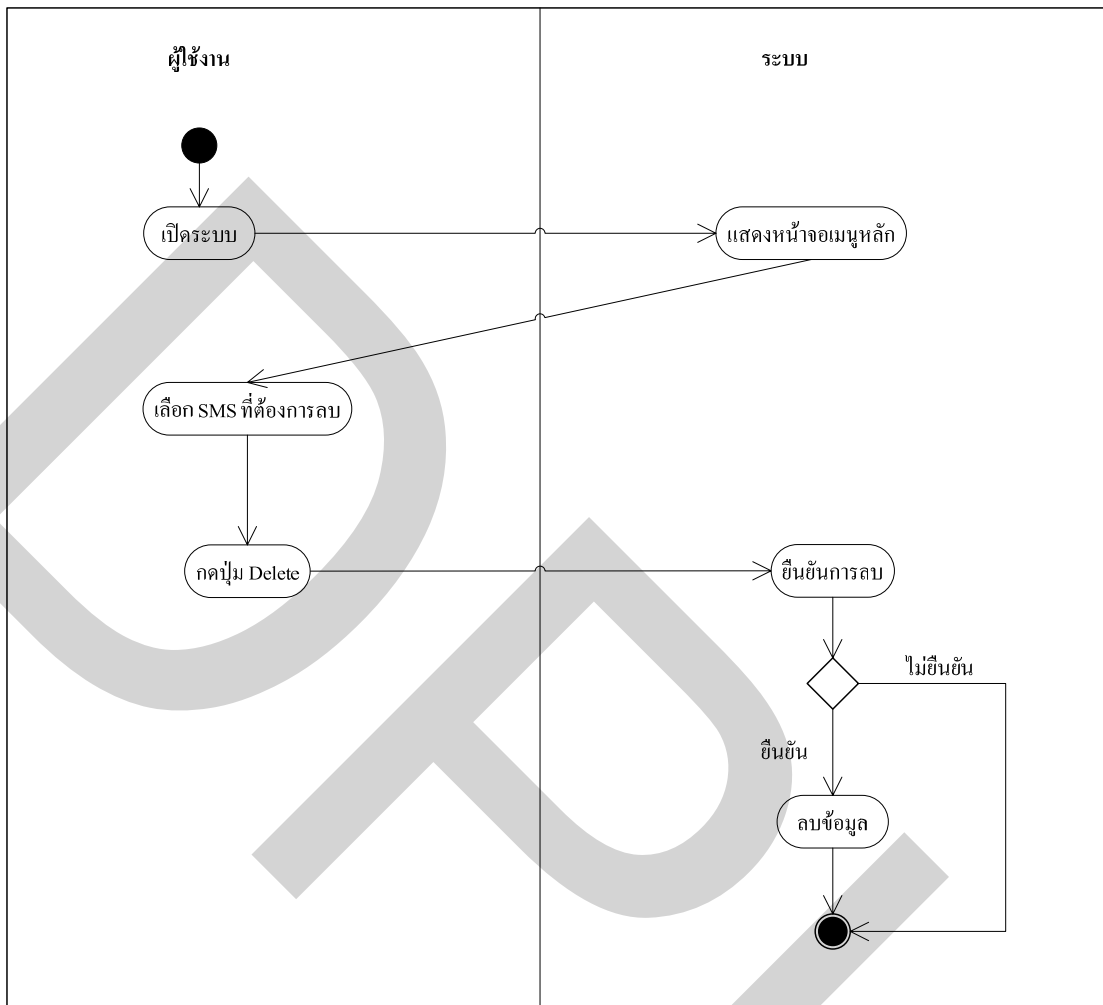 ผู้ใช้งาน
ระบบ
เปิดระบบ
แสดงหน้าจอเมนูหลัก
เลือก SMS ที่ต้องการลบ
กดปุ่ม Delete
ยืนยันการลบ
ไม่ยืนยัน
ยืนยัน
ลบข้อมูล